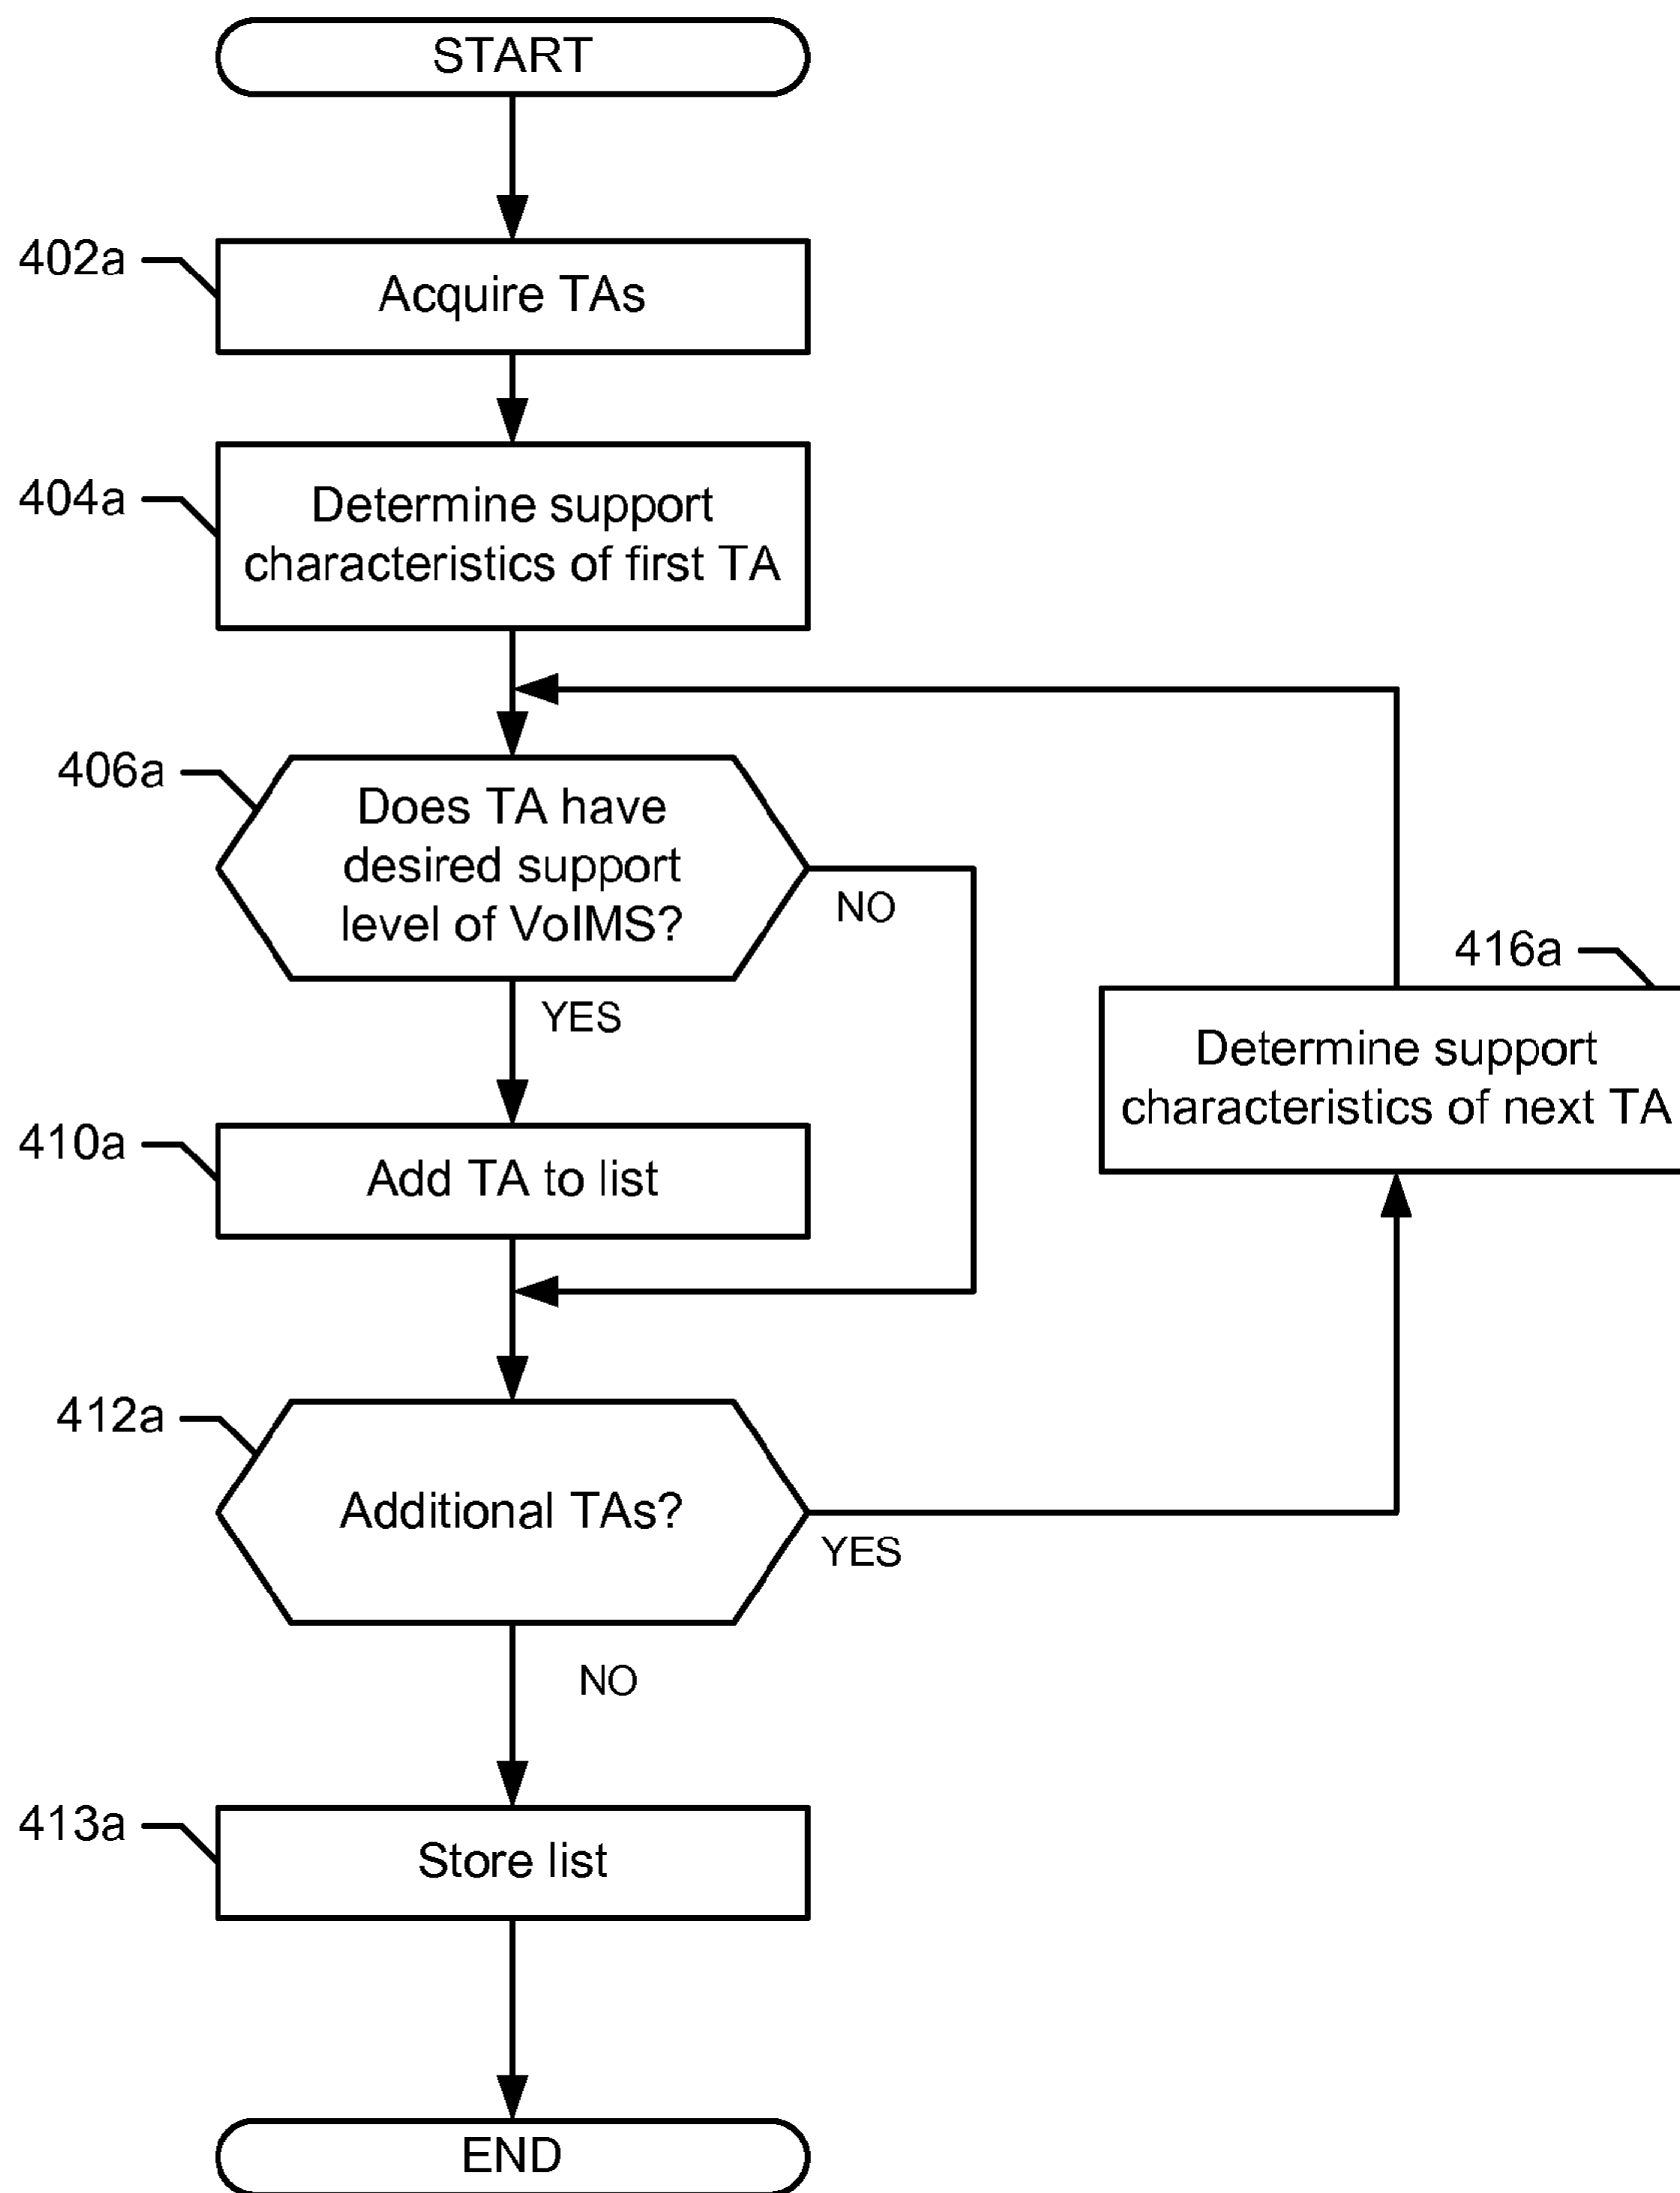 START
402a
Acquire TAs
404a
Determine support
characteristics of first TA
406a
Does TA have
desired support
level of VoIMS?
NO
YES
416a
Determine support
characteristics of next TA
410a
Add TA to list
412a
Additional TAs?
YES
NO
413a
Store list
END